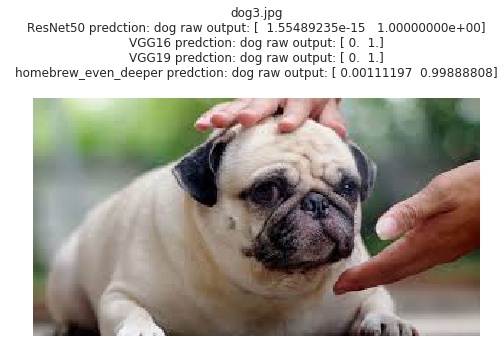 dog3.jpg
ResNet50 predction: dog raw output: [  1.55489235e-15   1.00000000e+00]
VGG16 predction: dog raw output: [ 0.  1.]
VGG19 predction: dog raw output: [ 0.  1.]
homebrew_even_deeper predction: dog raw output: [ 0.00111197  0.99888808]